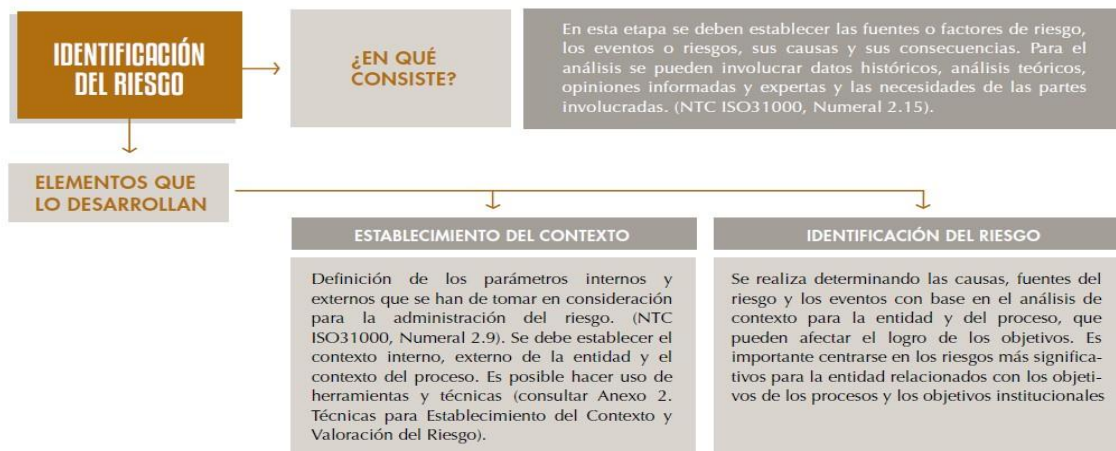 IDENTIFICACIÓN
DEL RIESGO
¿EN QUÉ
CONSISTE?
En esta etapa se deben establecer las fuentes o factores de riesgo,
los eventos o riesgos, sus causas y sus consecuencias. Para el
análisis se pueden involucrar datos históricos, análisis teóricos,
opiniones informadas y expertas y las necesidades de las partes
involucradas. (NTC ISO31000, Numeral 2.15).
ELEMENTOS QUE
LO DESARROLLAN
ESTABLECIMIENTO DEL CONTEXTO
Definición de los parámetros internos y
externos que se han de tomar en consideración
para la administración del riesgo. (NTC
ISO31000, Numeral 2.9). Se debe establecer el
contexto interno, externo de la entidad y el
contexto del proceso. Es posible hacer uso de
herramientas y técnicas (consultar Anexo 2.
Técnicas para Establecimiento del Contexto y
Valoración del Riesgo).
IDENTIFICACIÓN DEL RIESGO
Se realiza determinando las causas, fuentes del
riesgo y los eventos con base en el análisis de
contexto para la entidad y del proceso, que
pueden afectar el logro de los objetivos. Es
importante centrarse en los riesgos más significa-
tivos para la entidad relacionados con los objeti-
vos de los procesos y los objetivos institucionales